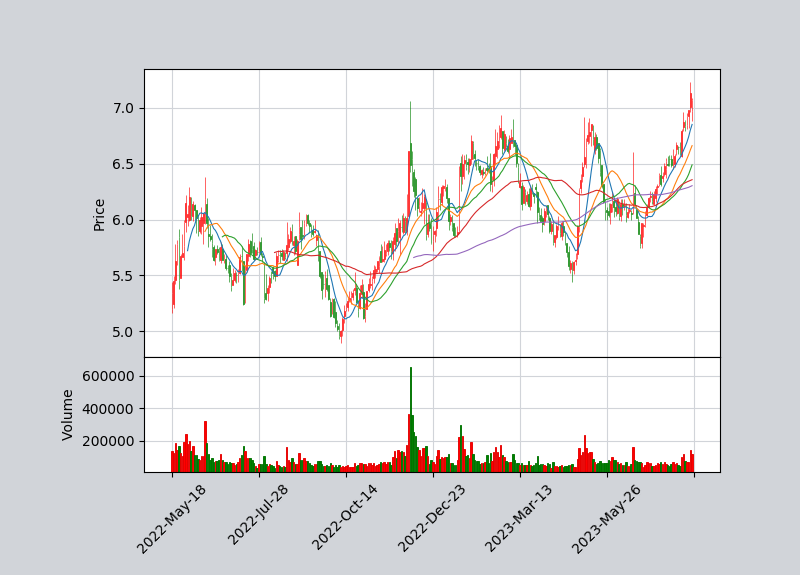 Price
7.0
6.5
6.0
5.5
5.0
Volume
600000
400000
200000
2022-May-18
2022-Jul-28
2022-Oct-14
2022-Dec-23
2023-Mar-13
2023-May-26